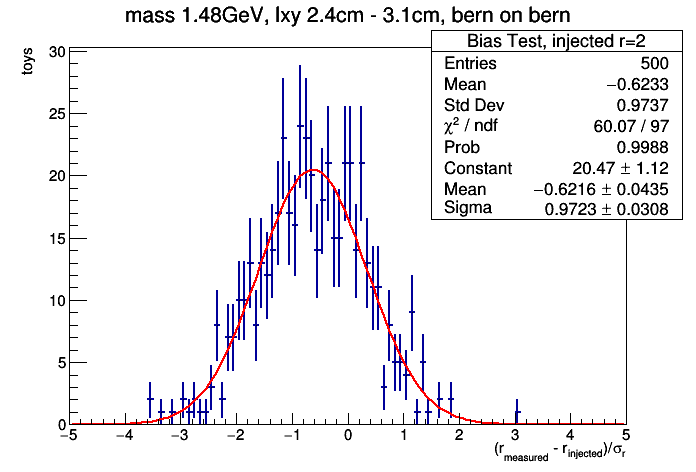 mass 1.48GeV, lxy 2.4cm - 3.1cm, bern on bern
Bias Test, injected r=2
Entries 500
Mean −0.6233
Std Dev 0.9737
χ² / ndf 60.07 / 97
Prob 0.9988
Constant 20.47 ± 1.12
Mean −0.6216 ± 0.0435
Sigma 0.9723 ± 0.0308
toys
30
25
20
15
10
5
0
−5 −4 −3 −2 −1 0 1 2 3 4 5
(r_measured - r_injected)/σ_r